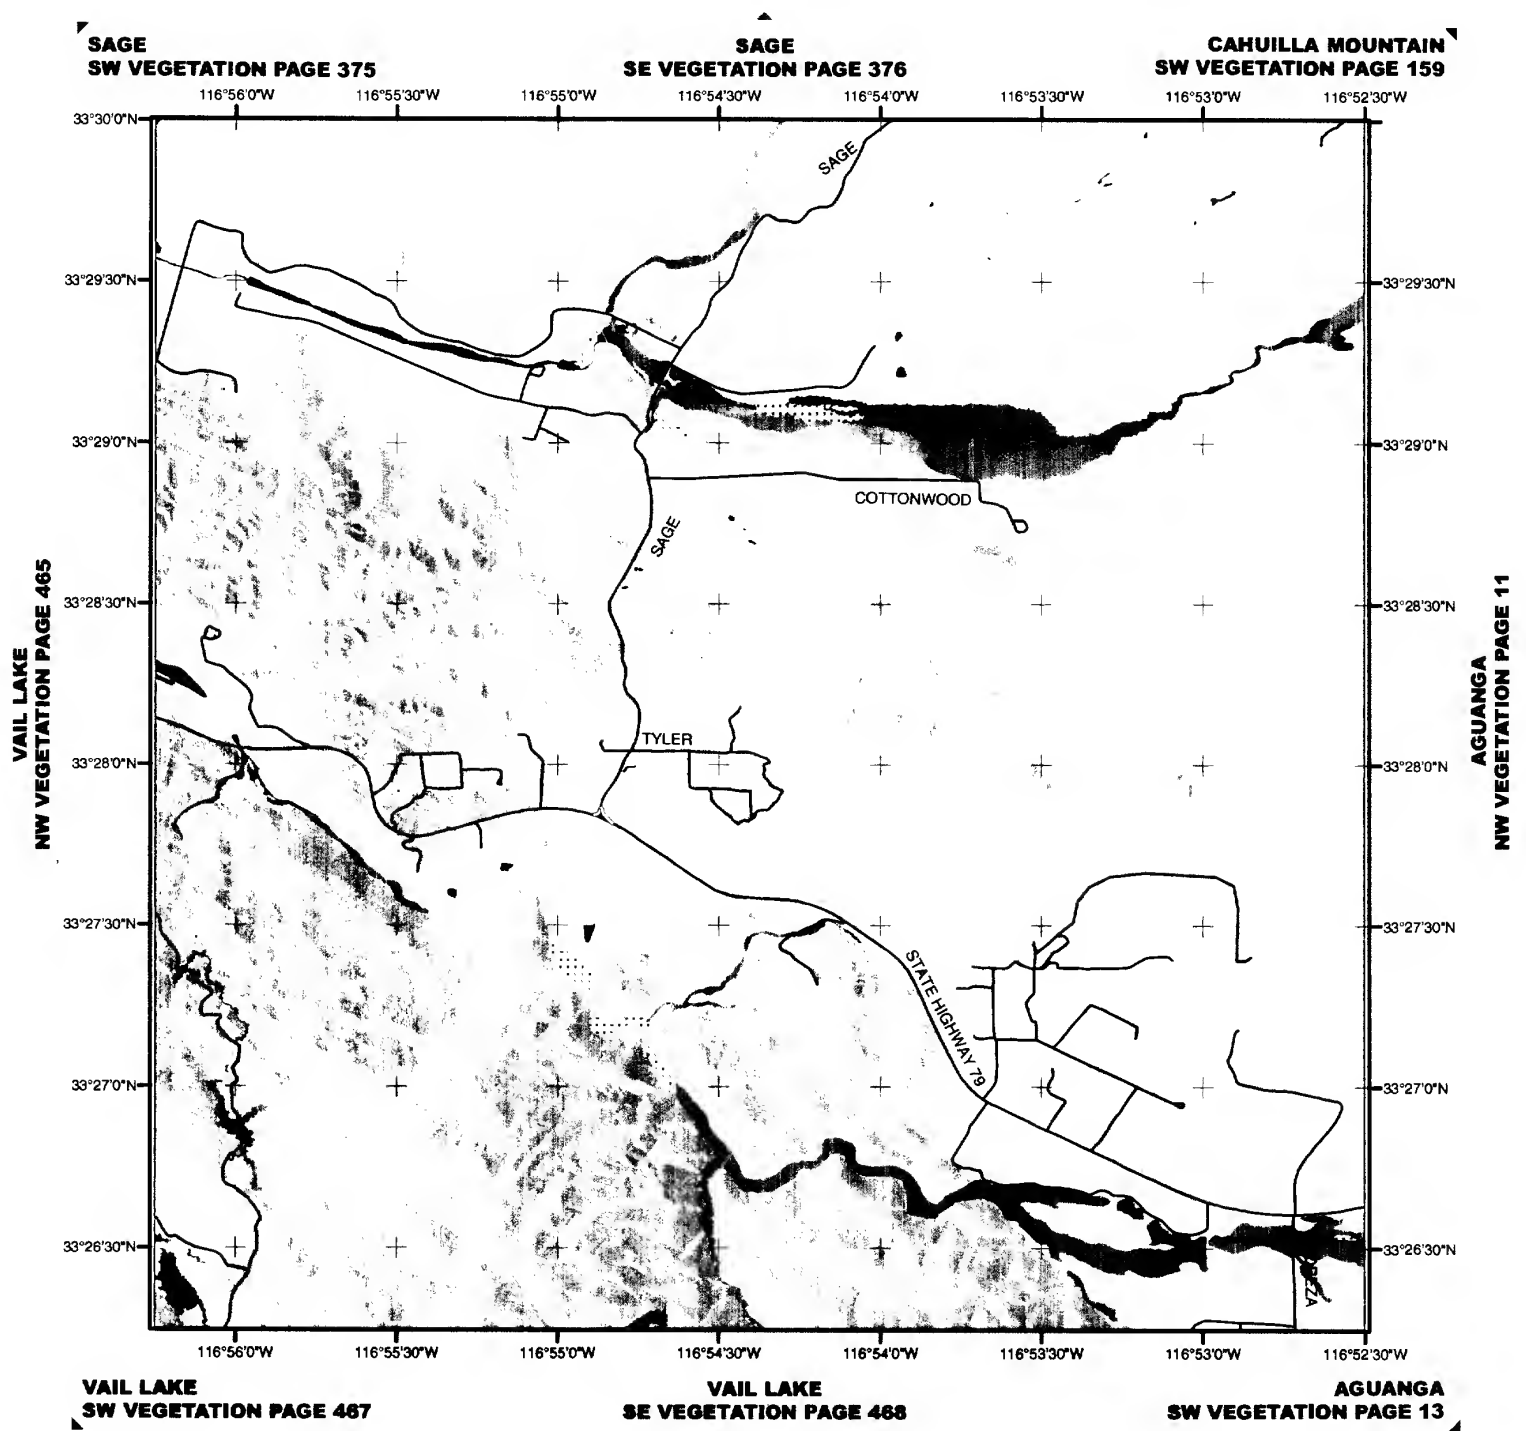 SAGE
SW VEGETATION PAGE 375
SAGE
SE VEGETATION PAGE 376
CAHUILLA MOUNTAIN
SW VEGETATION PAGE 159
116°56'0"W 116°55'30"W 116°55'0"W 116°54'30"W 116°54'0"W 116°53'30"W 116°53'0"W 116°52'30"W
33°30'0"N
SAGE
33°29'30"N 33°29'30"N
33°29'0"N 33°29'0"N
COTTONWOOD
SAGE
33°28'30"N 33°28'30"N
VAIL LAKE
NW VEGETATION PAGE 465
AGUANGA
NW VEGETATION PAGE 11
TYLER
33°28'0"N 33°28'0"N
33°27'30"N 33°27'30"N
STATE HIGHWAY 79
33°27'0"N 33°27'0"N
33°26'30"N 33°26'30"N
116°56'0"W 116°55'30"W 116°55'0"W 116°54'30"W 116°54'0"W 116°53'30"W 116°53'0"W 116°52'30"W
VAIL LAKE
SW VEGETATION PAGE 467
VAIL LAKE
SE VEGETATION PAGE 468
AGUANGA
SW VEGETATION PAGE 13